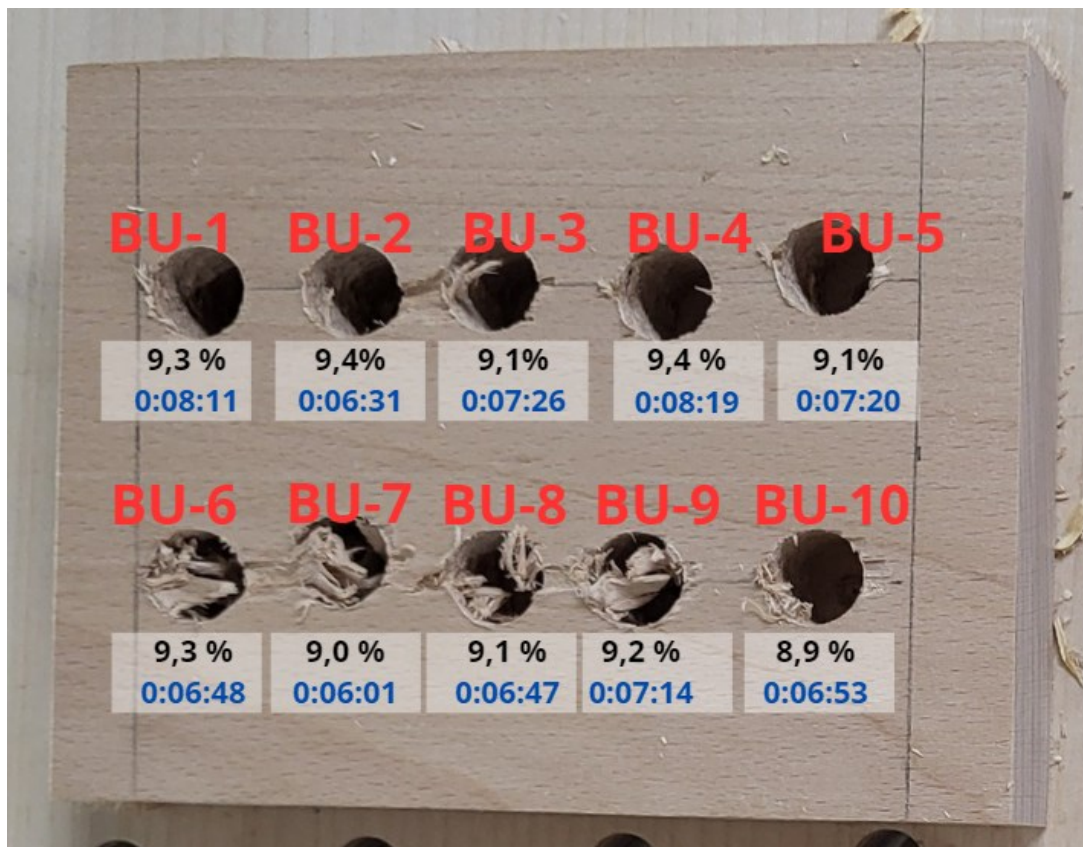 BU-1 BU-2 BU-3 BU-4 BU-5
9,3 % 9,4% 9,1% 9,4 % 9,1%
0:08:11 0:06:31 0:07:26 0:08:19 0:07:20
BU-6 BU-7 BU-8 BU-9 BU-10
9,3 % 9,0 % 9,1 % 9,2 % 8,9 %
0:06:48 0:06:01 0:06:47 0:07:14 0:06:53